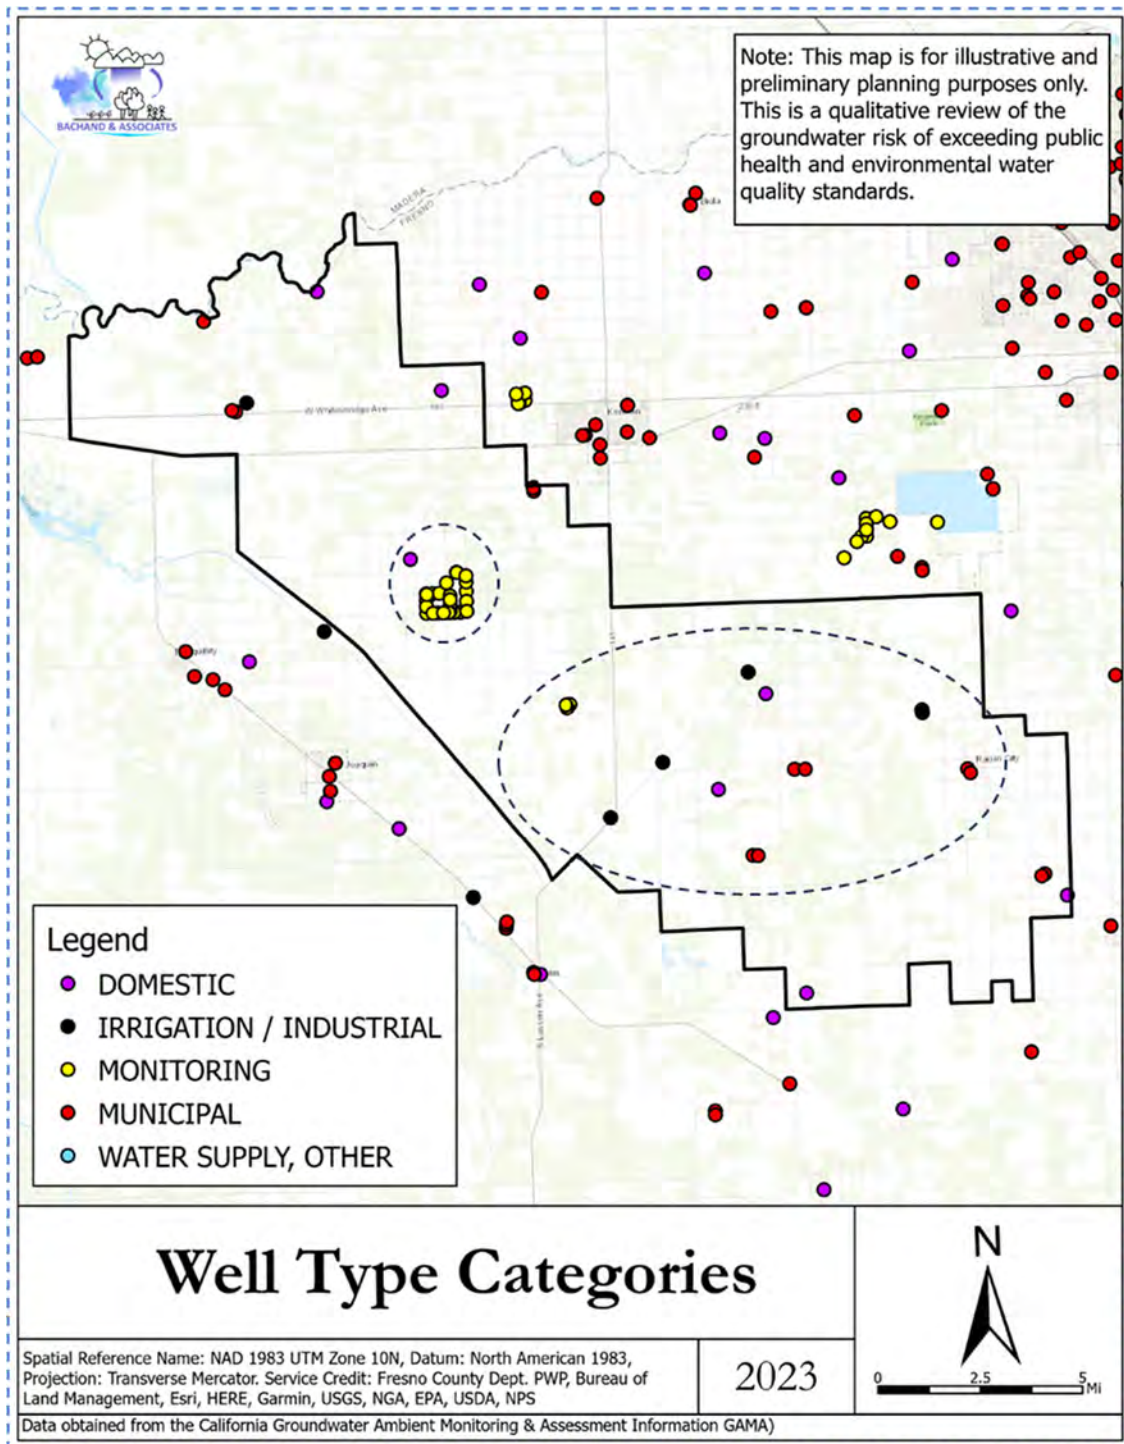 BACHAND & ASSOCIATES
Note: This map is for illustrative and
preliminary planning purposes only.
This is a qualitative review of the
groundwater risk of exceeding public
health and environmental water
quality standards.
MADERA
FRESNO
W Whitesbridge Ave
Legend
DOMESTIC
IRRIGATION / INDUSTRIAL
MONITORING
MUNICIPAL
WATER SUPPLY, OTHER
Well Type Categories
N
Spatial Reference Name: NAD 1983 UTM Zone 10N, Datum: North American 1983,
Projection: Transverse Mercator. Service Credit: Fresno County Dept. PWP, Bureau of
Land Management, Esri, HERE, Garmin, USGS, NGA, EPA, USDA, NPS
2023
0 2.5 5
Mi
Data obtained from the California Groundwater Ambient Monitoring & Assessment Information GAMA)